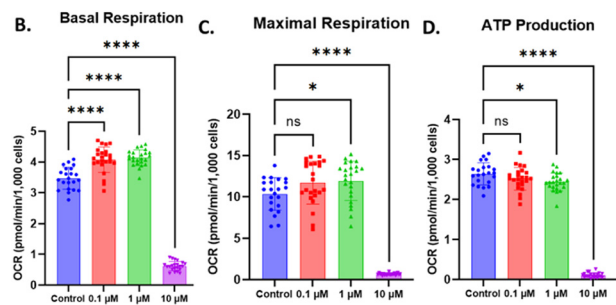 B.
Basal Respiration
****
****
****
OCR (pmol/min/1,000 cells)
5
4
3
2
1
0
Control 0.1 µM 1 µM 10 µM
C.
Maximal Respiration
****
*
ns
OCR (pmol/min/1,000 cells)
20
15
10
5
0
Control 0.1 µM 1 µM 10 µM
D.
ATP Production
****
*
ns
OCR (pmol/min/1,000 cells)
4
3
2
1
0
Control 0.1 µM 1 µM 10 µM